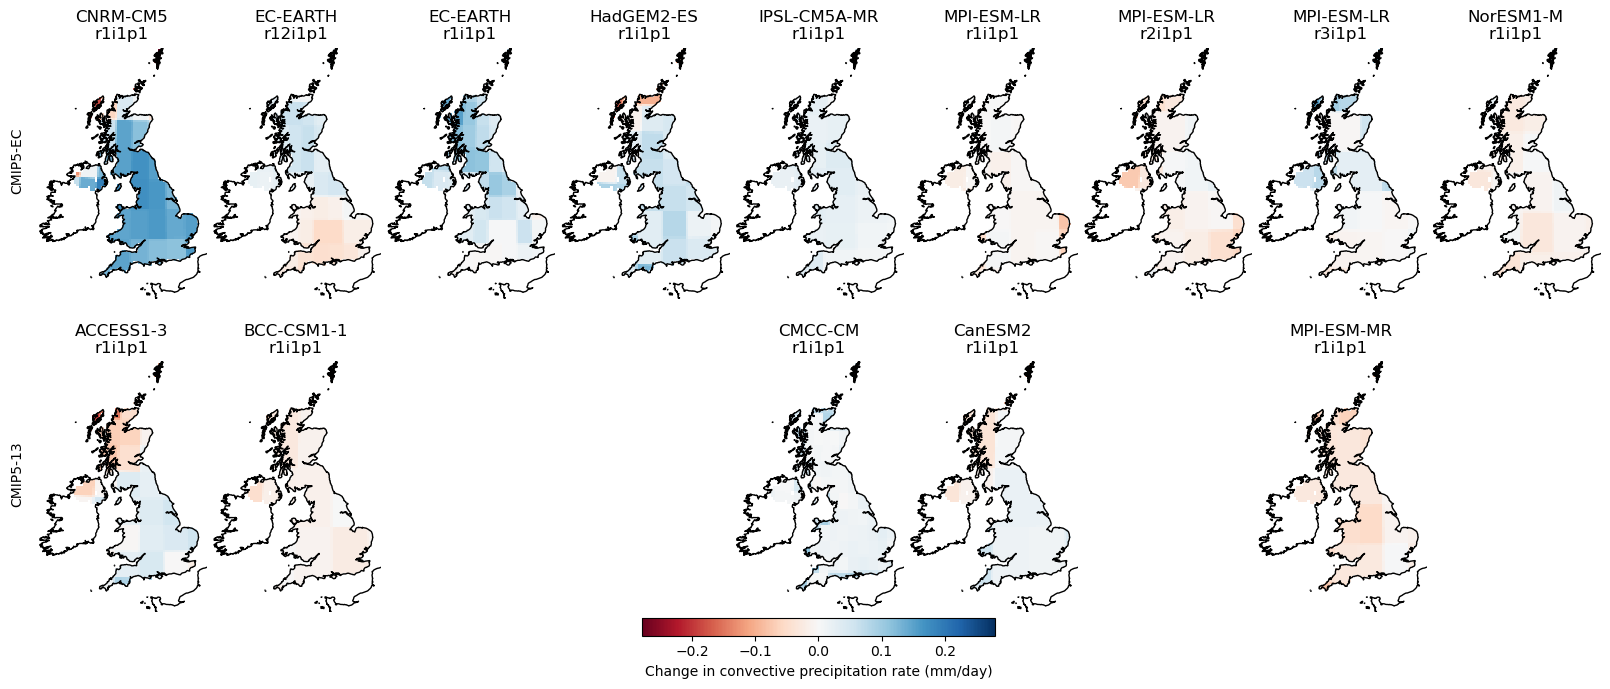 CNRM-CM5
r1i1p1
EC-EARTH
r12i1p1
EC-EARTH
r1i1p1
HadGEM2-ES
r1i1p1
IPSL-CM5A-MR
r1i1p1
MPI-ESM-LR
r1i1p1
MPI-ESM-LR
r2i1p1
MPI-ESM-LR
r3i1p1
NorESM1-M
r1i1p1
CMIP5-EC
ACCESS1-3
r1i1p1
BCC-CSM1-1
r1i1p1
CMCC-CM
r1i1p1
CanESM2
r1i1p1
MPI-ESM-MR
r1i1p1
CMIP5-13
−0.2 −0.1 0.0 0.1 0.2
Change in convective precipitation rate (mm/day)